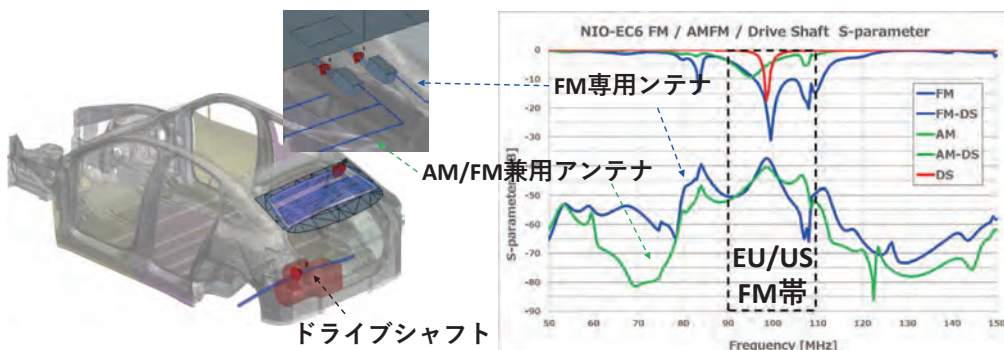 NIO-EC6 FM / AMFM / Drive Shaft S-parameter
FM専用ンテナ
AM/FM兼用アンテナ
ドライブシャフト
S-parameter [dB]
0
-10
-20
-30
-40
-50
-60
-70
-80
-90
FM
FM-DS
AM
AM-DS
DS
EU/US
FM帯
50 60 70 80 90 100 110 120 130 140 150
Frequency [MHz]